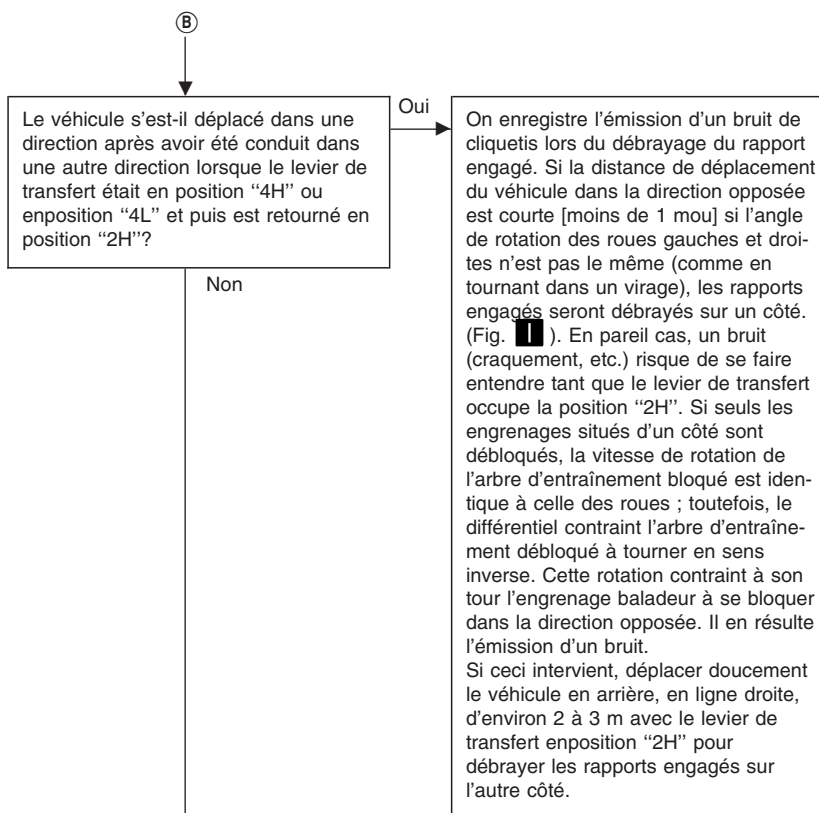 B
Le véhicule s'est-il déplacé dans une
direction après avoir été conduit dans
une autre direction lorsque le levier de
transfert était en position ‘‘4H’’ ou
enposition ‘‘4L’’ et puis est retourné en
position ‘‘2H’’?
Oui
Non
On enregistre l'émission d'un bruit de
cliquetis lors du débrayage du rapport
engagé. Si la distance de déplacement
du véhicule dans la direction opposée
est courte [moins de 1 mou] si l'angle
de rotation des roues gauches et droi-
tes n'est pas le même (comme en
tournant dans un virage), les rapports
engagés seront débrayés sur un côté.
(Fig. I ). En pareil cas, un bruit
(craquement, etc.) risque de se faire
entendre tant que le levier de transfert
occupe la position ‘‘2H’’. Si seuls les
engrenages situés d'un côté sont
débloqués, la vitesse de rotation de
l'arbre d'entraînement bloqué est iden-
tique à celle des roues ; toutefois, le
différentiel contraint l'arbre d'entraîne-
ment débloqué à tourner en sens
inverse. Cette rotation contraint à son
tour l'engrenage baladeur à se bloquer
dans la direction opposée. Il en résulte
l'émission d'un bruit.
Si ceci intervient, déplacer doucement
le véhicule en arrière, en ligne droite,
d'environ 2 à 3 m avec le levier de
transfert enposition ‘‘2H’’ pour
débrayer les rapports engagés sur
l'autre côté.